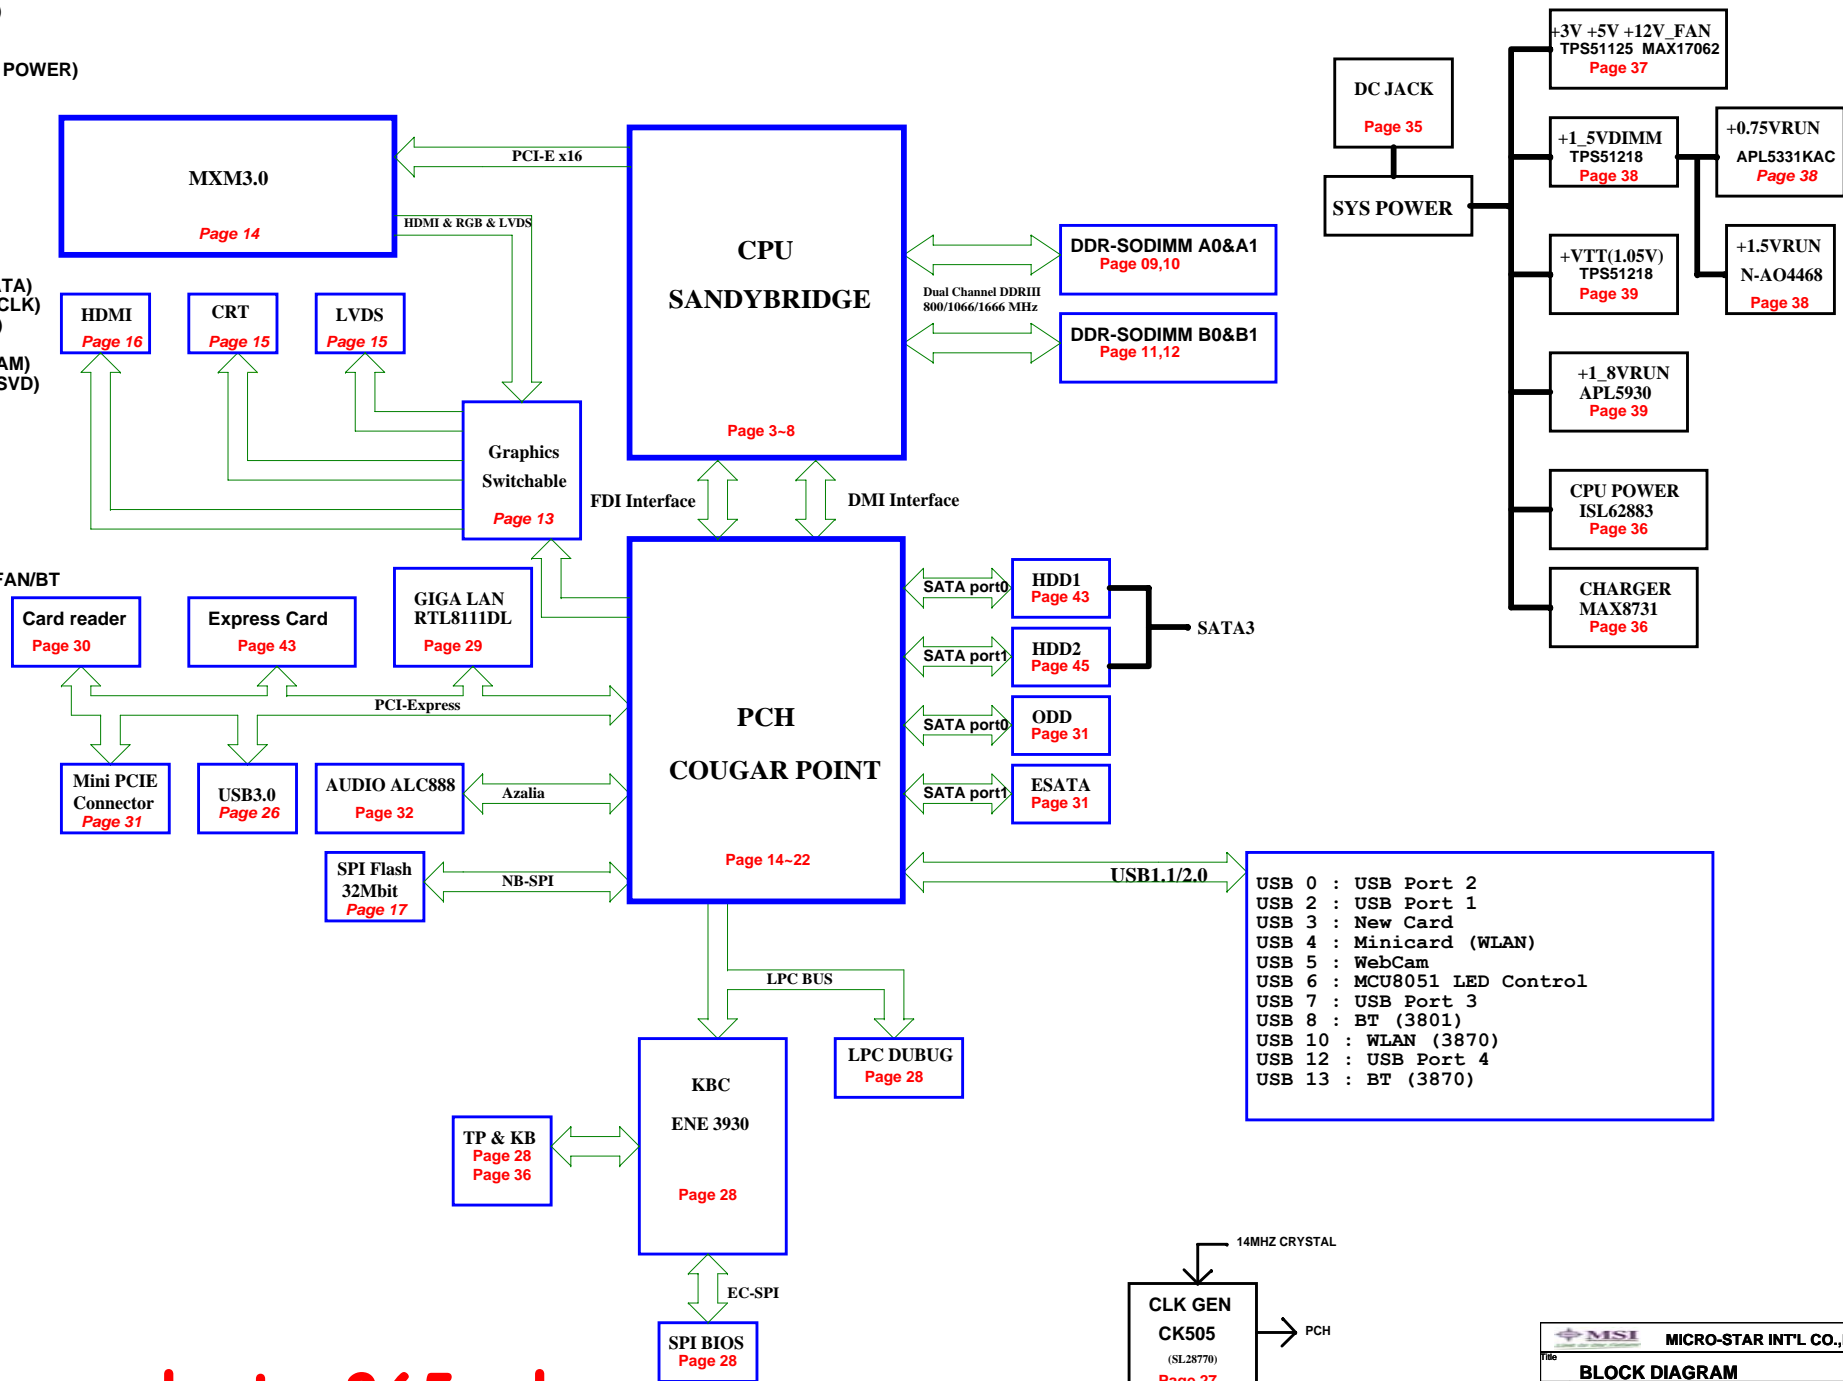 POWER)
MXM3.0
Page 14
PCI-E x16
HDMI & RGB & LVDS
CPU
SANDYBRIDGE
Page 3~8
DDR-SODIMM A0&A1
Page 09,10
Dual Channel DDRIII
800/1066/1666 MHz
DDR-SODIMM B0&B1
Page 11,12
HDMI
Page 16
CRT
Page 15
LVDS
Page 15
Graphics
Switchable
Page 13
FDI Interface
DMI Interface
FAN/BT
Card reader
Page 30
Express Card
Page 43
GIGA LAN
RTL8111DL
Page 29
PCI-Express
Mini PCIE
Connector
Page 31
USB3.0
Page 26
AUDIO ALC888
Page 32
Azalia
SPI Flash
32Mbit
Page 17
NB-SPI
PCH
COUGAR POINT
Page 14~22
SATA port0
HDD1
Page 43
SATA port1
HDD2
Page 45
SATA3
SATA port0
ODD
Page 31
SATA port1
ESATA
Page 31
USB1.1/2.0
USB 0 : USB Port 2
USB 2 : USB Port 1
USB 3 : New Card
USB 4 : Minicard (WLAN)
USB 5 : WebCam
USB 6 : MCU8051 LED Control
USB 7 : USB Port 3
USB 8 : BT (3801)
USB 10 : WLAN (3870)
USB 12 : USB Port 4
USB 13 : BT (3870)
LPC BUS
LPC DUBUG
Page 28
KBC
ENE 3930
Page 28
TP & KB
Page 28
Page 36
EC-SPI
SPI BIOS
Page 28
DC JACK
Page 35
SYS POWER
+3V +5V +12V_FAN
TPS51125 MAX17062
Page 37
+1_5VDIMM
TPS51218
Page 38
+0.75VRUN
APL5331KAC
Page 38
+1.5VRUN
N-AO4468
Page 38
+VTT(1.05V)
TPS51218
Page 39
+1_8VRUN
APL5930
Page 39
CPU POWER
ISL62883
Page 36
CHARGER
MAX8731
Page 36
14MHZ CRYSTAL
CLK GEN
CK505
(SL28770)
Page 27
PCH
MSI
MICRO-STAR INT'L CO.,
Title
BLOCK DIAGRAM